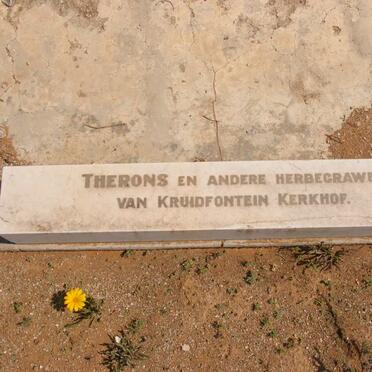 THERONS EN ANDERE HERBEGRAWE
VAN KRUIDFONTEIN KERKHOF.